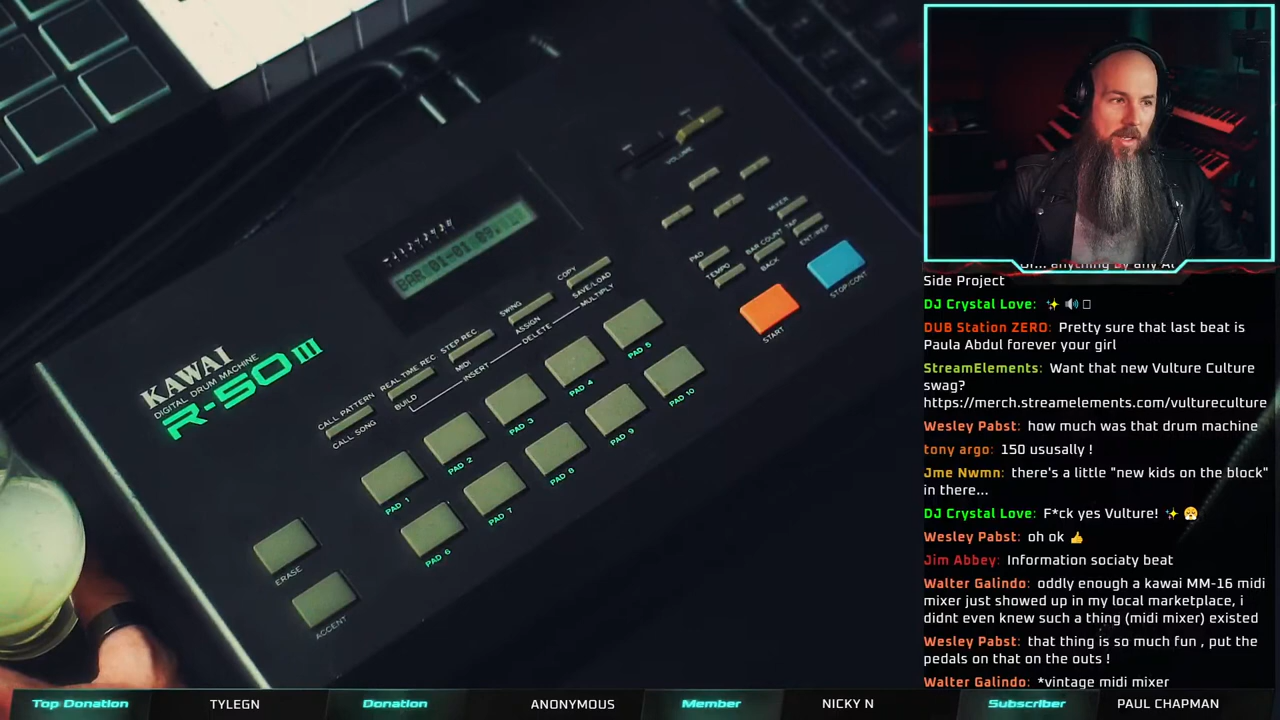 VOLUME
MIXER
BAR COUNT TAP
ENT/REP
PAD
TEMPO
BACK
STOP/CONT
START
COPY
SAVE/LOAD
MULTIPLY
SWING
ASSIGN
DELETE
STEP REC
MIDI
INSERT
REAL TIME REC
BUILD
CALL PATTERN
CALL SONG
KAWAI
DIGITAL DRUM MACHINE
R-50 III
PAD 1
PAD 2
PAD 3
PAD 4
PAD 5
PAD 6
PAD 7
PAD 8
PAD 9
PAD 10
ERASE
ACCENT
Side Project
DJ Crystal Love: ✨ 🔊
DUB Station ZERO: Pretty sure that last beat is
Paula Abdul forever your girl
StreamElements: Want that new Vulture Culture
swag?
https://merch.streamelements.com/vultureculture
Wesley Pabst: how much was that drum machine
tony argo: 150 ususally !
Jme Nwmn: there's a little "new kids on the block"
in there...
DJ Crystal Love: F*ck yes Vulture! ✨ 😤
Wesley Pabst: oh ok 👍
Jim Abbey: Information sociaty beat
Walter Galindo: oddly enough a kawai MM-16 midi
mixer just showed up in my local marketplace, i
didnt even knew such a thing (midi mixer) existed
Wesley Pabst: that thing is so much fun , put the
pedals on that on the outs !
Walter Galindo: *vintage midi mixer
Top Donation TYLEGN Donation ANONYMOUS Member NICKY N Subscriber PAUL CHAPMAN